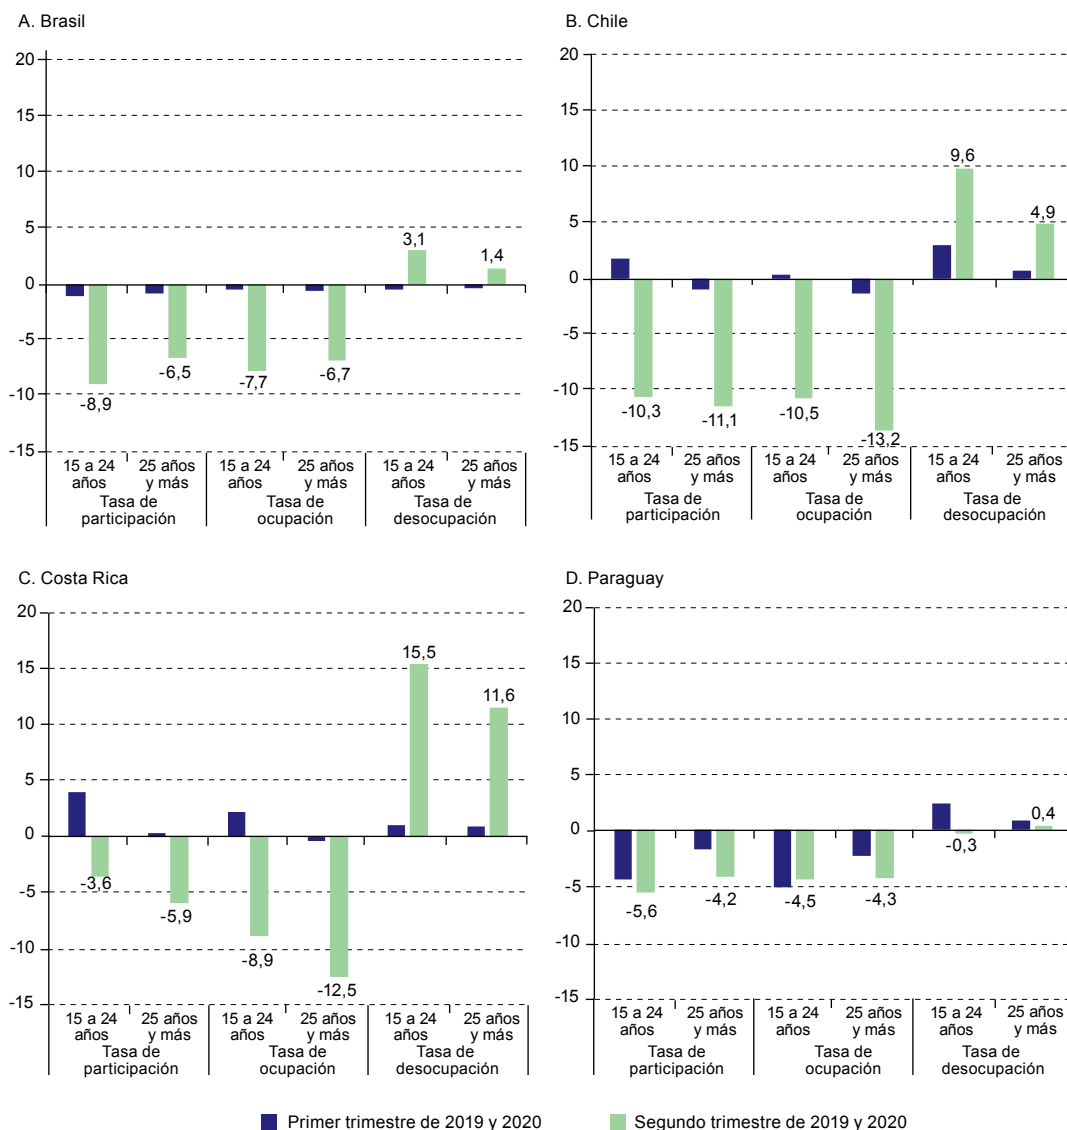 A. Brasil
20
15
10
5
0
-5
-10
-15
-8,9
-6,5
-7,7
-6,7
3,1
1,4
15 a 24 años
25 años y más
15 a 24 años
25 años y más
15 a 24 años
25 años y más
Tasa de participación
Tasa de ocupación
Tasa de desocupación
B. Chile
20
15
10
5
0
-5
-10
-15
-10,3
-11,1
-10,5
-13,2
9,6
4,9
15 a 24 años
25 años y más
15 a 24 años
25 años y más
15 a 24 años
25 años y más
Tasa de participación
Tasa de ocupación
Tasa de desocupación
C. Costa Rica
20
15
10
5
0
-5
-10
-15
-3,6
-5,9
-8,9
-12,5
15,5
11,6
15 a 24 años
25 años y más
15 a 24 años
25 años y más
15 a 24 años
25 años y más
Tasa de participación
Tasa de ocupación
Tasa de desocupación
D. Paraguay
20
15
10
5
0
-5
-10
-15
-5,6
-4,2
-4,5
-4,3
-0,3
0,4
15 a 24 años
25 años y más
15 a 24 años
25 años y más
15 a 24 años
25 años y más
Tasa de participación
Tasa de ocupación
Tasa de desocupación
Primer trimestre de 2019 y 2020
Segundo trimestre de 2019 y 2020